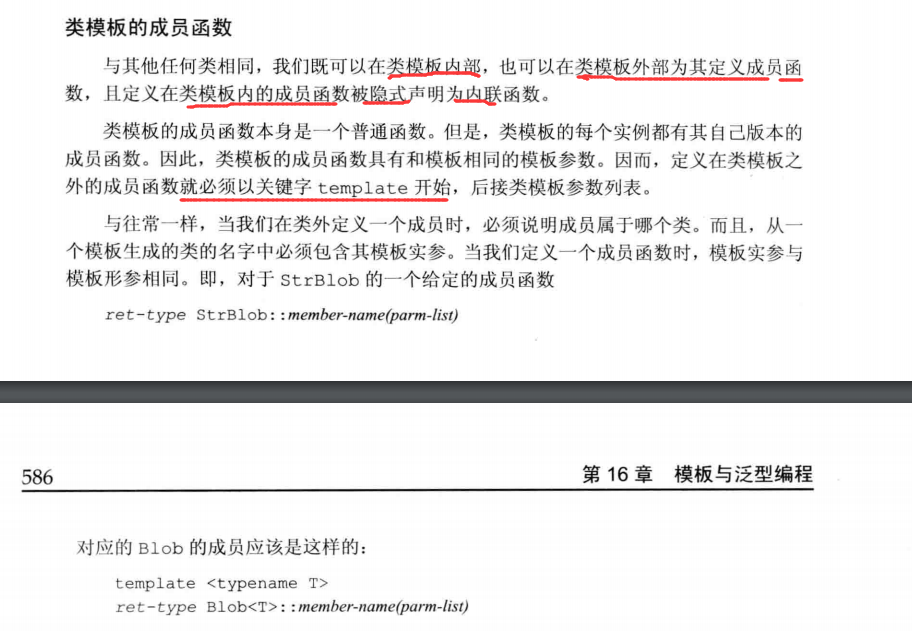 类模板的成员函数
与其他任何类相同，我们既可以在类模板内部，也可以在类模板外部为其定义成员函
数，且定义在类模板内的成员函数被隐式声明为内联函数。
类模板的成员函数本身是一个普通函数。但是，类模板的每个实例都有其自己版本的
成员函数。因此，类模板的成员函数具有和模板相同的模板参数。因而，定义在类模板之
外的成员函数就必须以关键字 template 开始，后接类模板参数列表。
与往常一样，当我们在类外定义一个成员时，必须说明成员属于哪个类。而且，从一
个模板生成的类的名字中必须包含其模板实参。当我们定义一个成员函数时，模板实参与
模板形参相同。即，对于 StrBlob 的一个给定的成员函数
ret-type StrBlob::member-name(parm-list)
586
第 16 章 模板与泛型编程
对应的 Blob 的成员应该是这样的：
template <typename T>
ret-type Blob<T>::member-name(parm-list)